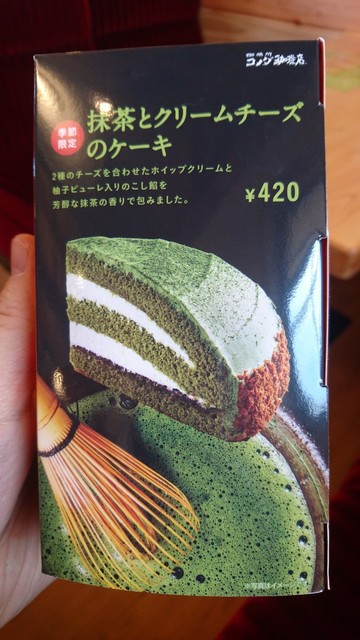 珈琲所
コメダ珈琲店
季節
限定
抹茶とクリームチーズ
のケーキ
2種のチーズを合わせたホイップクリームと
柚子ピューレ入りのこし餡を
芳醇な抹茶の香りで包みました。
¥420
※写真はイメージ